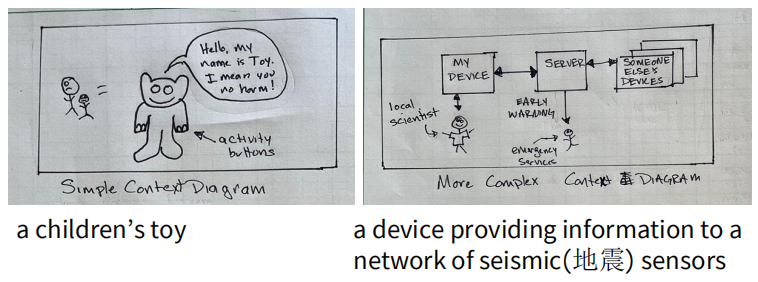 Hello, my
name is Toy.
I mean you
no harm!
=
activity
buttons
Simple Context Diagram
MY
DEVICE
SERVER
SOMEONE
ELSE'S
DEVICES
local
scientist
EARLY
WARNING
emergency
services
More Complex Context DIAGRAM
a children's toy
a device providing information to a
network of seismic(地震) sensors